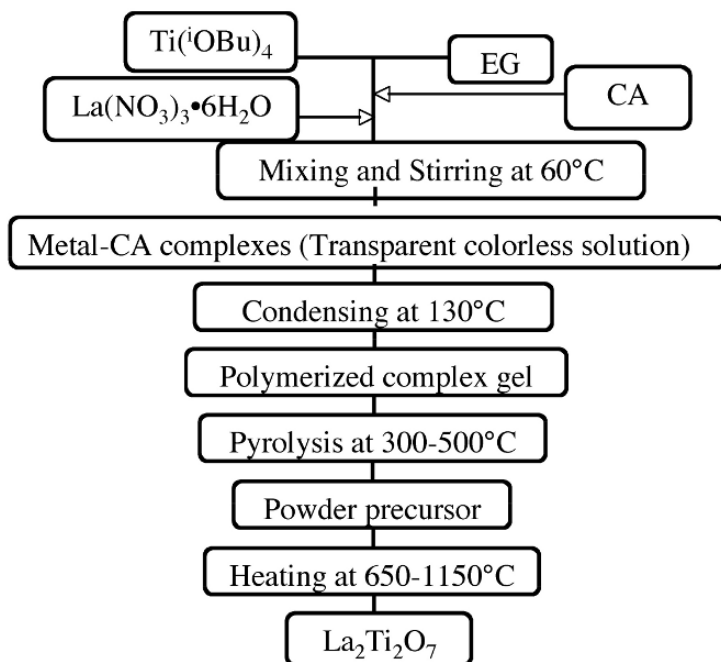 Ti(ⁱOBu)₄
EG
CA
La(NO₃)₃•6H₂O
Mixing and Stirring at 60°C
Metal-CA complexes (Transparent colorless solution)
Condensing at 130°C
Polymerized complex gel
Pyrolysis at 300-500°C
Powder precursor
Heating at 650-1150°C
La₂Ti₂O₇